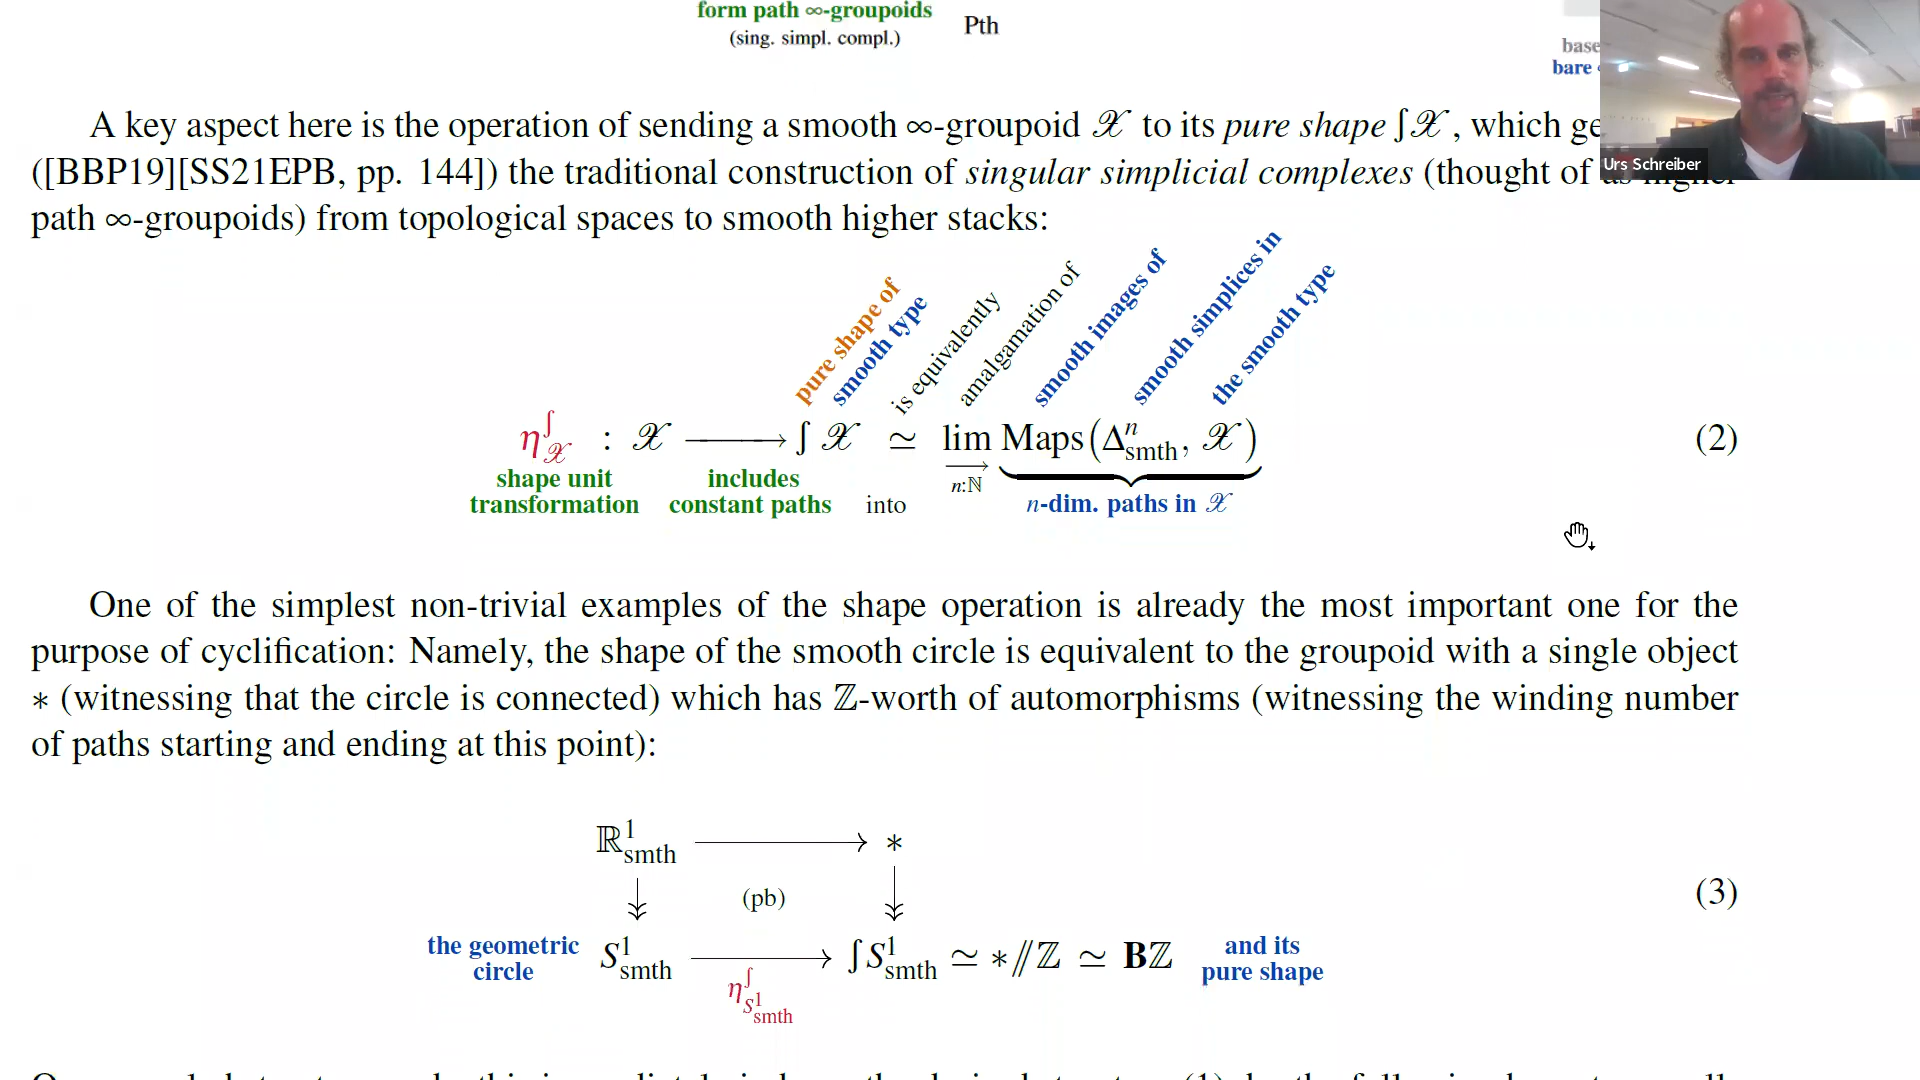 form path ∞-groupoids
(sing. simpl. compl.)
Pth
base
bare
Urs Schreiber
A key aspect here is the operation of sending a smooth ∞-groupoid 𝒳 to its pure shape ∫𝒳, which ge
([BBP19][SS21EPB, pp. 144]) the traditional construction of singular simplicial complexes (thought of as higher
path ∞-groupoids) from topological spaces to smooth higher stacks:
pure shape of
smooth type
is equivalently
amalgamation of
smooth images of
smooth simplices in
the smooth type
η^∫_𝒳 : 𝒳 ⟶ ∫𝒳 ≃ lim Maps(Δ^n_smth, 𝒳) (2)
n:ℕ
shape unit
transformation
includes
constant paths
into
n-dim. paths in 𝒳
One of the simplest non-trivial examples of the shape operation is already the most important one for the
purpose of cyclification: Namely, the shape of the smooth circle is equivalent to the groupoid with a single object
∗ (witnessing that the circle is connected) which has ℤ-worth of automorphisms (witnessing the winding number
of paths starting and ending at this point):
ℝ^1_smth ⟶ ∗
(pb)
(3)
the geometric
circle
S^1_smth ⟶ ∫S^1_smth ≃ ∗⫽ℤ ≃ Bℤ
and its
pure shape
η^∫_{S^1_smth}